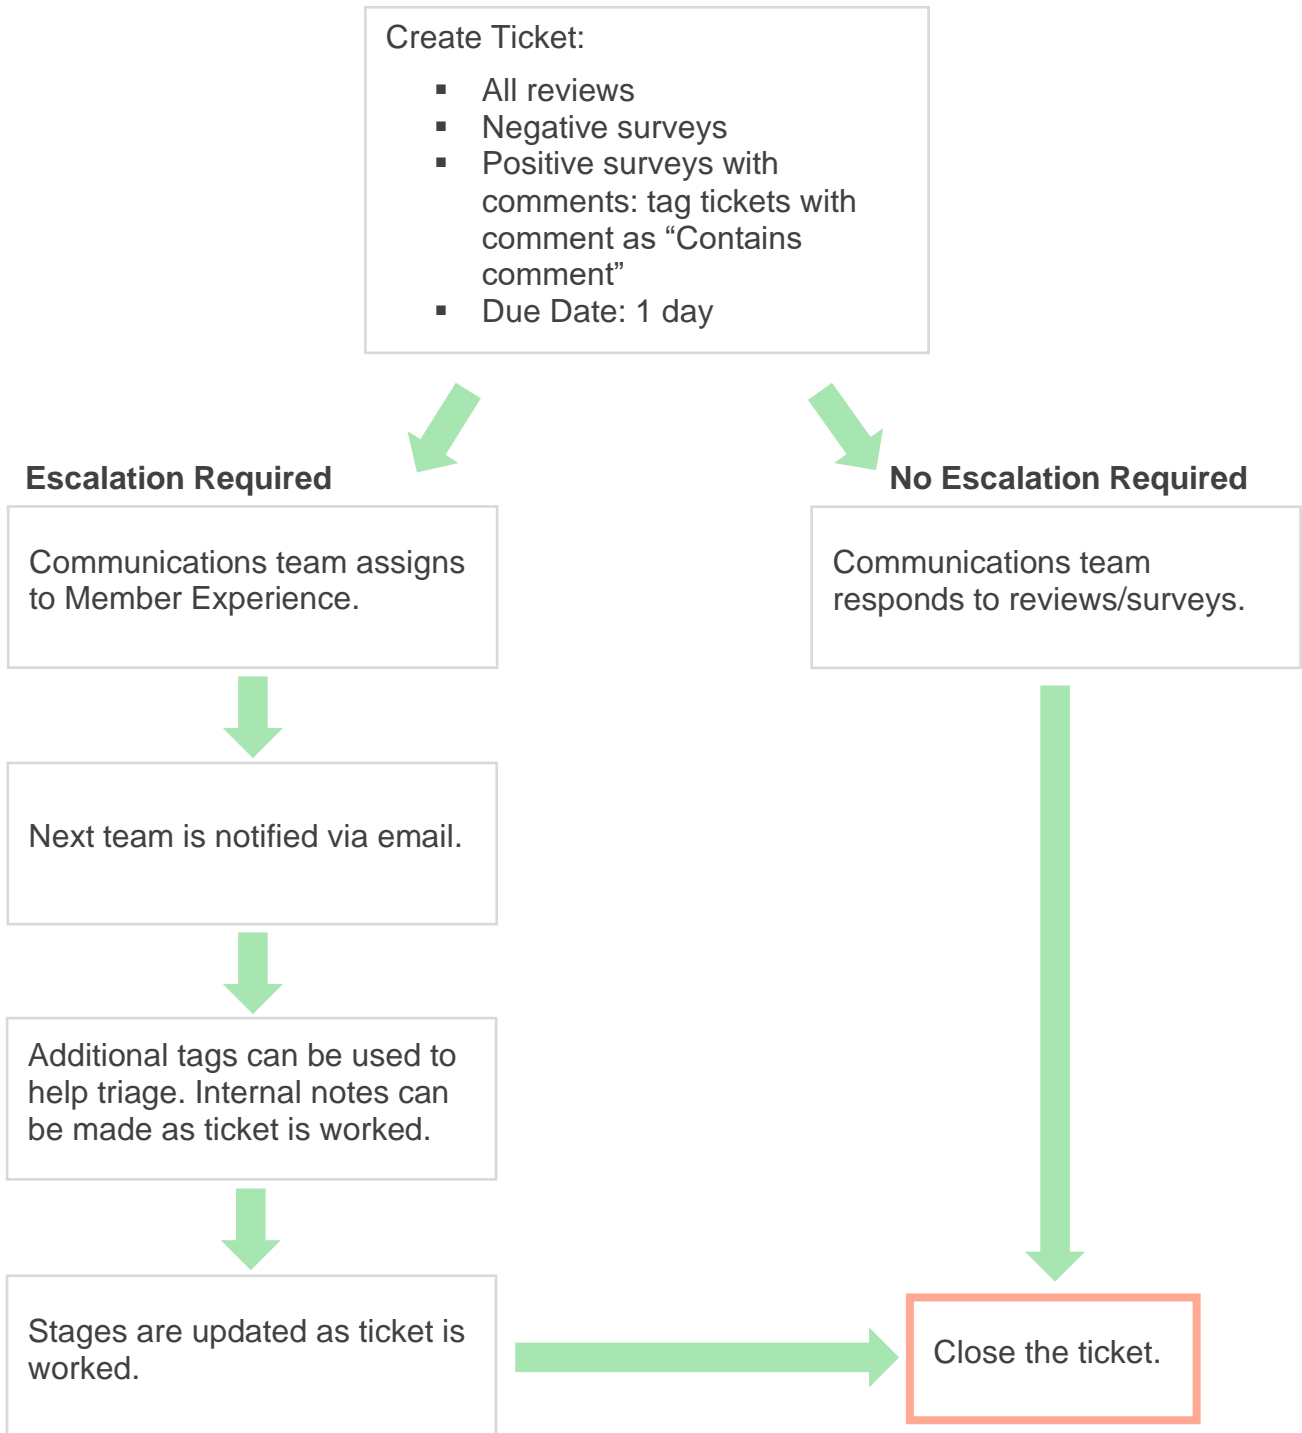 Create Ticket:
▪ All reviews
▪ Negative surveys
▪ Positive surveys with
comments: tag tickets with
comment as “Contains
comment”
▪ Due Date: 1 day
Escalation Required
No Escalation Required
Communications team assigns
to Member Experience.
Communications team
responds to reviews/surveys.
Next team is notified via email.
Additional tags can be used to
help triage. Internal notes can
be made as ticket is worked.
Stages are updated as ticket is
worked.
Close the ticket.